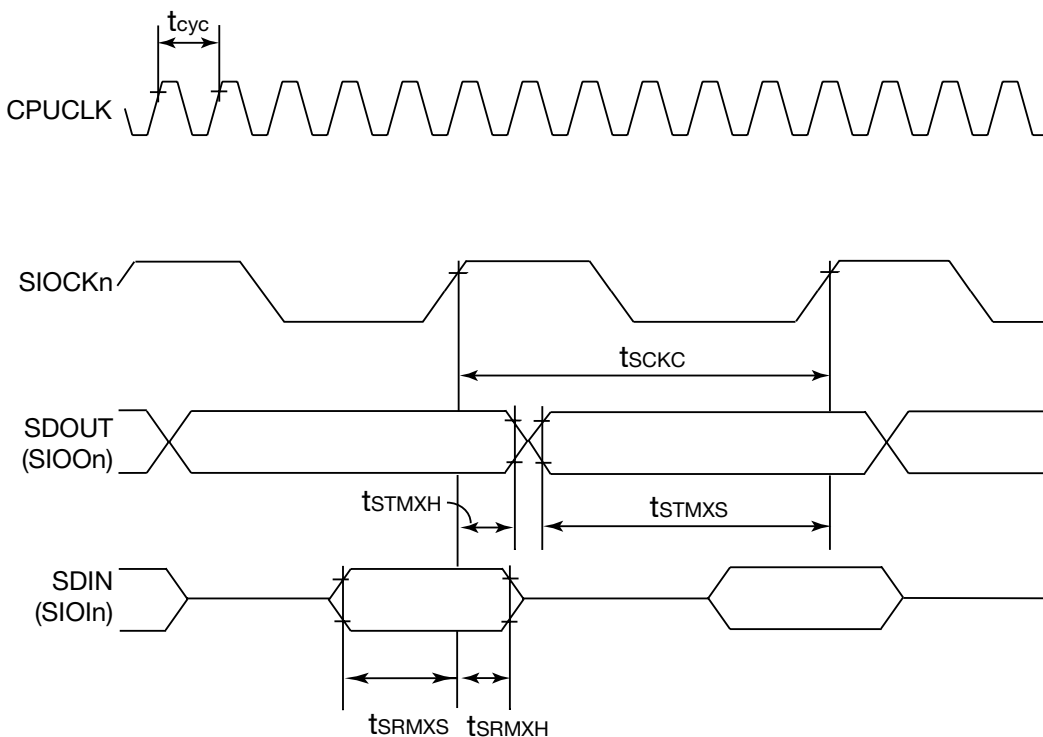 tcyc
CPUCLK
SIOCKn
tSCKC
SDOUT
(SIOOn)
tSTMXH
tSTMXS
SDIN
(SIOIn)
tSRMXS
tSRMXH